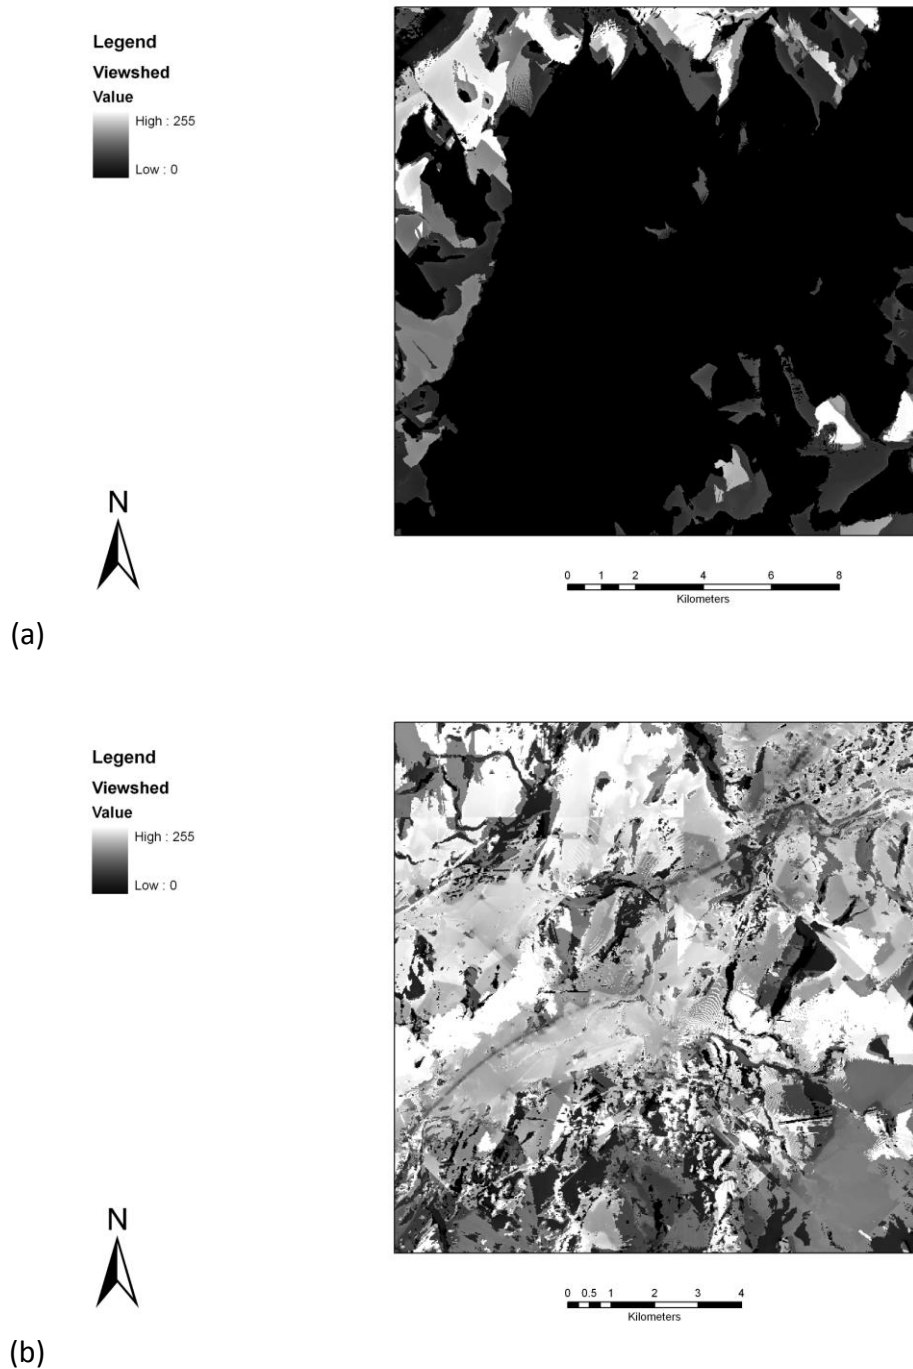 Legend
Viewshed
Value
High : 255
Low : 0
N
0 1 2 4 6 8
Kilometers
(a)
Legend
Viewshed
Value
High : 255
Low : 0
N
0 0.5 1 2 3 4
Kilometers
(b)